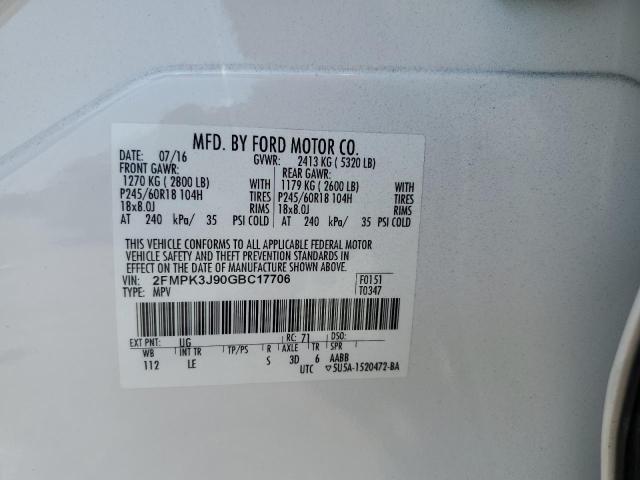 MFD. BY FORD MOTOR CO.
DATE: 07/16 GVWR: 2413 KG ( 5320 LB)
FRONT GAWR: REAR GAWR:
1270 KG ( 2800 LB) WITH 1179 KG ( 2600 LB) WITH
P245/60R18 104H TIRES P245/60R18 104H TIRES
18x8.0J RIMS 18x8.0J RIMS
AT 240 kPa/ 35 PSI COLD AT 240 kPa/ 35 PSI COLD
THIS VEHICLE CONFORMS TO ALL APPLICABLE FEDERAL MOTOR
VEHICLE SAFETY AND THEFT PREVENTION STANDARDS IN
EFFECT ON THE DATE OF MANUFACTURE SHOWN ABOVE.
VIN: 2FMPK3J90GBC17706 F0151
TYPE: MPV T0347
EXT PNT: UG RC: 71 DSO:
WB INT TR TP/PS R AXLE TR SPR
112 LE S 3D 6 AABB
UTC ▽5U5A-1520472-BA